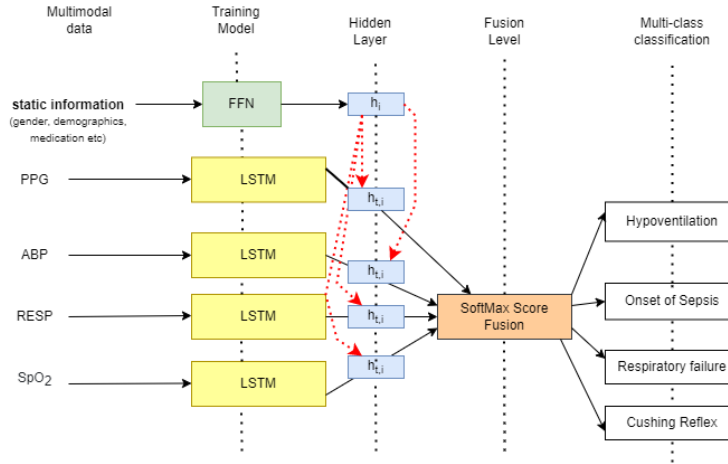 Multimodal
data
Training
Model
Hidden
Layer
Fusion
Level
Multi-class
classification
static information
(gender, demographics,
medication etc)
FFN
hi
PPG
LSTM
ht,i
ABP
LSTM
ht,i
RESP
LSTM
ht,i
SpO2
LSTM
ht,i
SoftMax Score
Fusion
Hypoventilation
Onset of Sepsis
Respiratory failure
Cushing Reflex